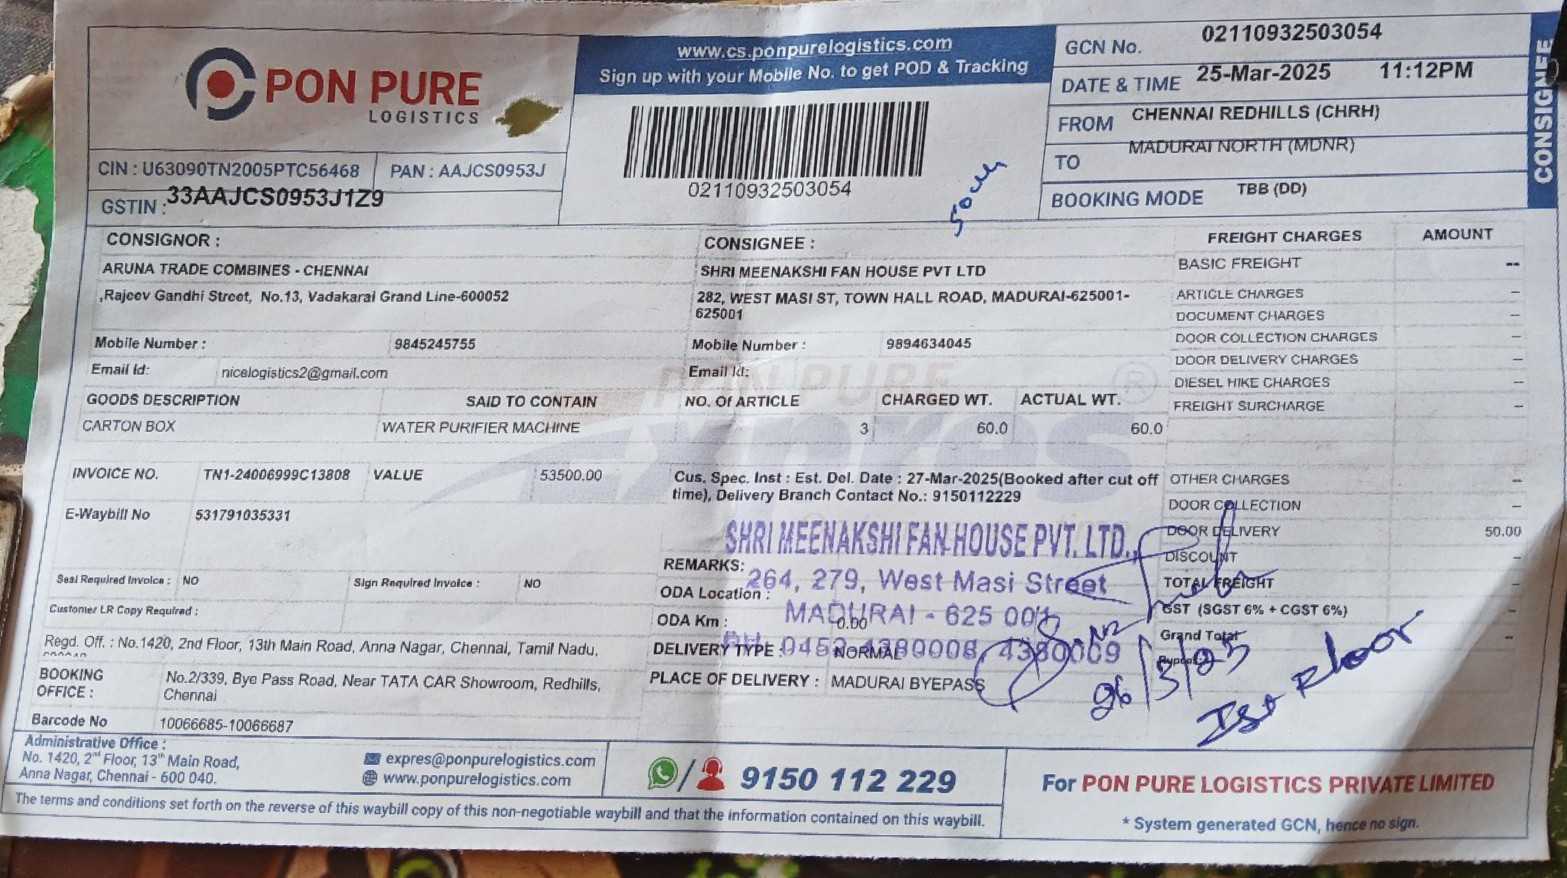 PON PURE
LOGISTICS
www.cs.ponpurelogistics.com
Sign up with your Mobile No. to get POD & Tracking
02110932503054
GCN No. 02110932503054
DATE & TIME 25-Mar-2025 11:12PM
FROM CHENNAI REDHILLS (CHRH)
TO MADURAI NORTH (MDNR)
BOOKING MODE TBB (DD)
CONSIGNEE
CIN : U63090TN2005PTC56468 PAN : AAJCS0953J
GSTIN : 33AAJCS0953J1Z9
CONSIGNOR :
ARUNA TRADE COMBINES - CHENNAI
,Rajeev Gandhi Street, No.13, Vadakarai Grand Line-600052
Mobile Number : 9845245755
Email Id: nicelogistics2@gmail.com
CONSIGNEE :
SHRI MEENAKSHI FAN HOUSE PVT LTD
282, WEST MASI ST, TOWN HALL ROAD, MADURAI-625001-
625001
Mobile Number : 9894634045
Email Id:
FREIGHT CHARGES AMOUNT
BASIC FREIGHT --
ARTICLE CHARGES –
DOCUMENT CHARGES –
DOOR COLLECTION CHARGES –
DOOR DELIVERY CHARGES –
DIESEL HIKE CHARGES –
FREIGHT SURCHARGE –
OTHER CHARGES –
DOOR COLLECTION –
DOOR DELIVERY 50.00
DISCOUNT –
TOTAL FREIGHT –
GST (SGST 6% + CGST 6%) –
Grand Total –
PON PURE
Expres
GOODS DESCRIPTION SAID TO CONTAIN NO. Of ARTICLE CHARGED WT. ACTUAL WT.
CARTON BOX WATER PURIFIER MACHINE 3 60.0 60.0
INVOICE NO. TN1-24006999C13808 VALUE 53500.00
E-Waybill No 531791035331
Cus. Spec. Inst : Est. Del. Date : 27-Mar-2025(Booked after cut off
time), Delivery Branch Contact No.: 9150112229
SHRI MEENAKSHI FAN HOUSE PVT. LTD.,
264, 279, West Masi Street
MADURAI - 625 001
PH: 0452 4380008, 4380009
REMARKS:
ODA Location :
ODA Km : 0.00
DELIVERY TYPE : NORMAL
PLACE OF DELIVERY : MADURAI BYEPASS
Seal Required Invoice : NO Sign Required Invoice : NO
Customer LR Copy Required :
Regd. Off. : No.1420, 2nd Floor, 13th Main Road, Anna Nagar, Chennai, Tamil Nadu,
BOOKING
OFFICE :
No.2/339, Bye Pass Road, Near TATA CAR Showroom, Redhills,
Chennai
Barcode No 10066685-10066687
26/3/25
Ist Floor
Administrative Office :
No. 1420, 2nd Floor, 13th Main Road,
Anna Nagar, Chennai - 600 040.
expres@ponpurelogistics.com
www.ponpurelogistics.com
9150 112 229
For PON PURE LOGISTICS PRIVATE LIMITED
* System generated GCN, hence no sign.
The terms and conditions set forth on the reverse of this waybill copy of this non-negotiable waybill and that the information contained on this waybill.